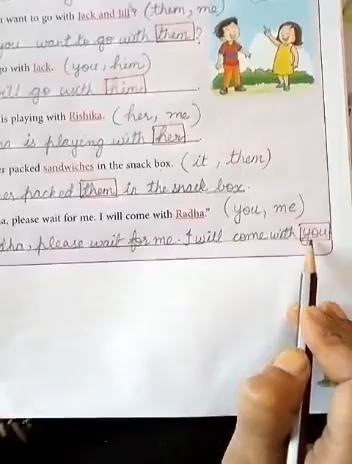 want to go with Jack and Jill? (them, me)
you want to go with them?
go with Jack. (you, him)
will go with him.
is playing with Rishika. (her, me)
is playing with her.
packed sandwiches in the snack box. (it, them)
packed them in the snack box.
please wait for me. I will come with Radha." (you, me)
please wait for me. I will come with you